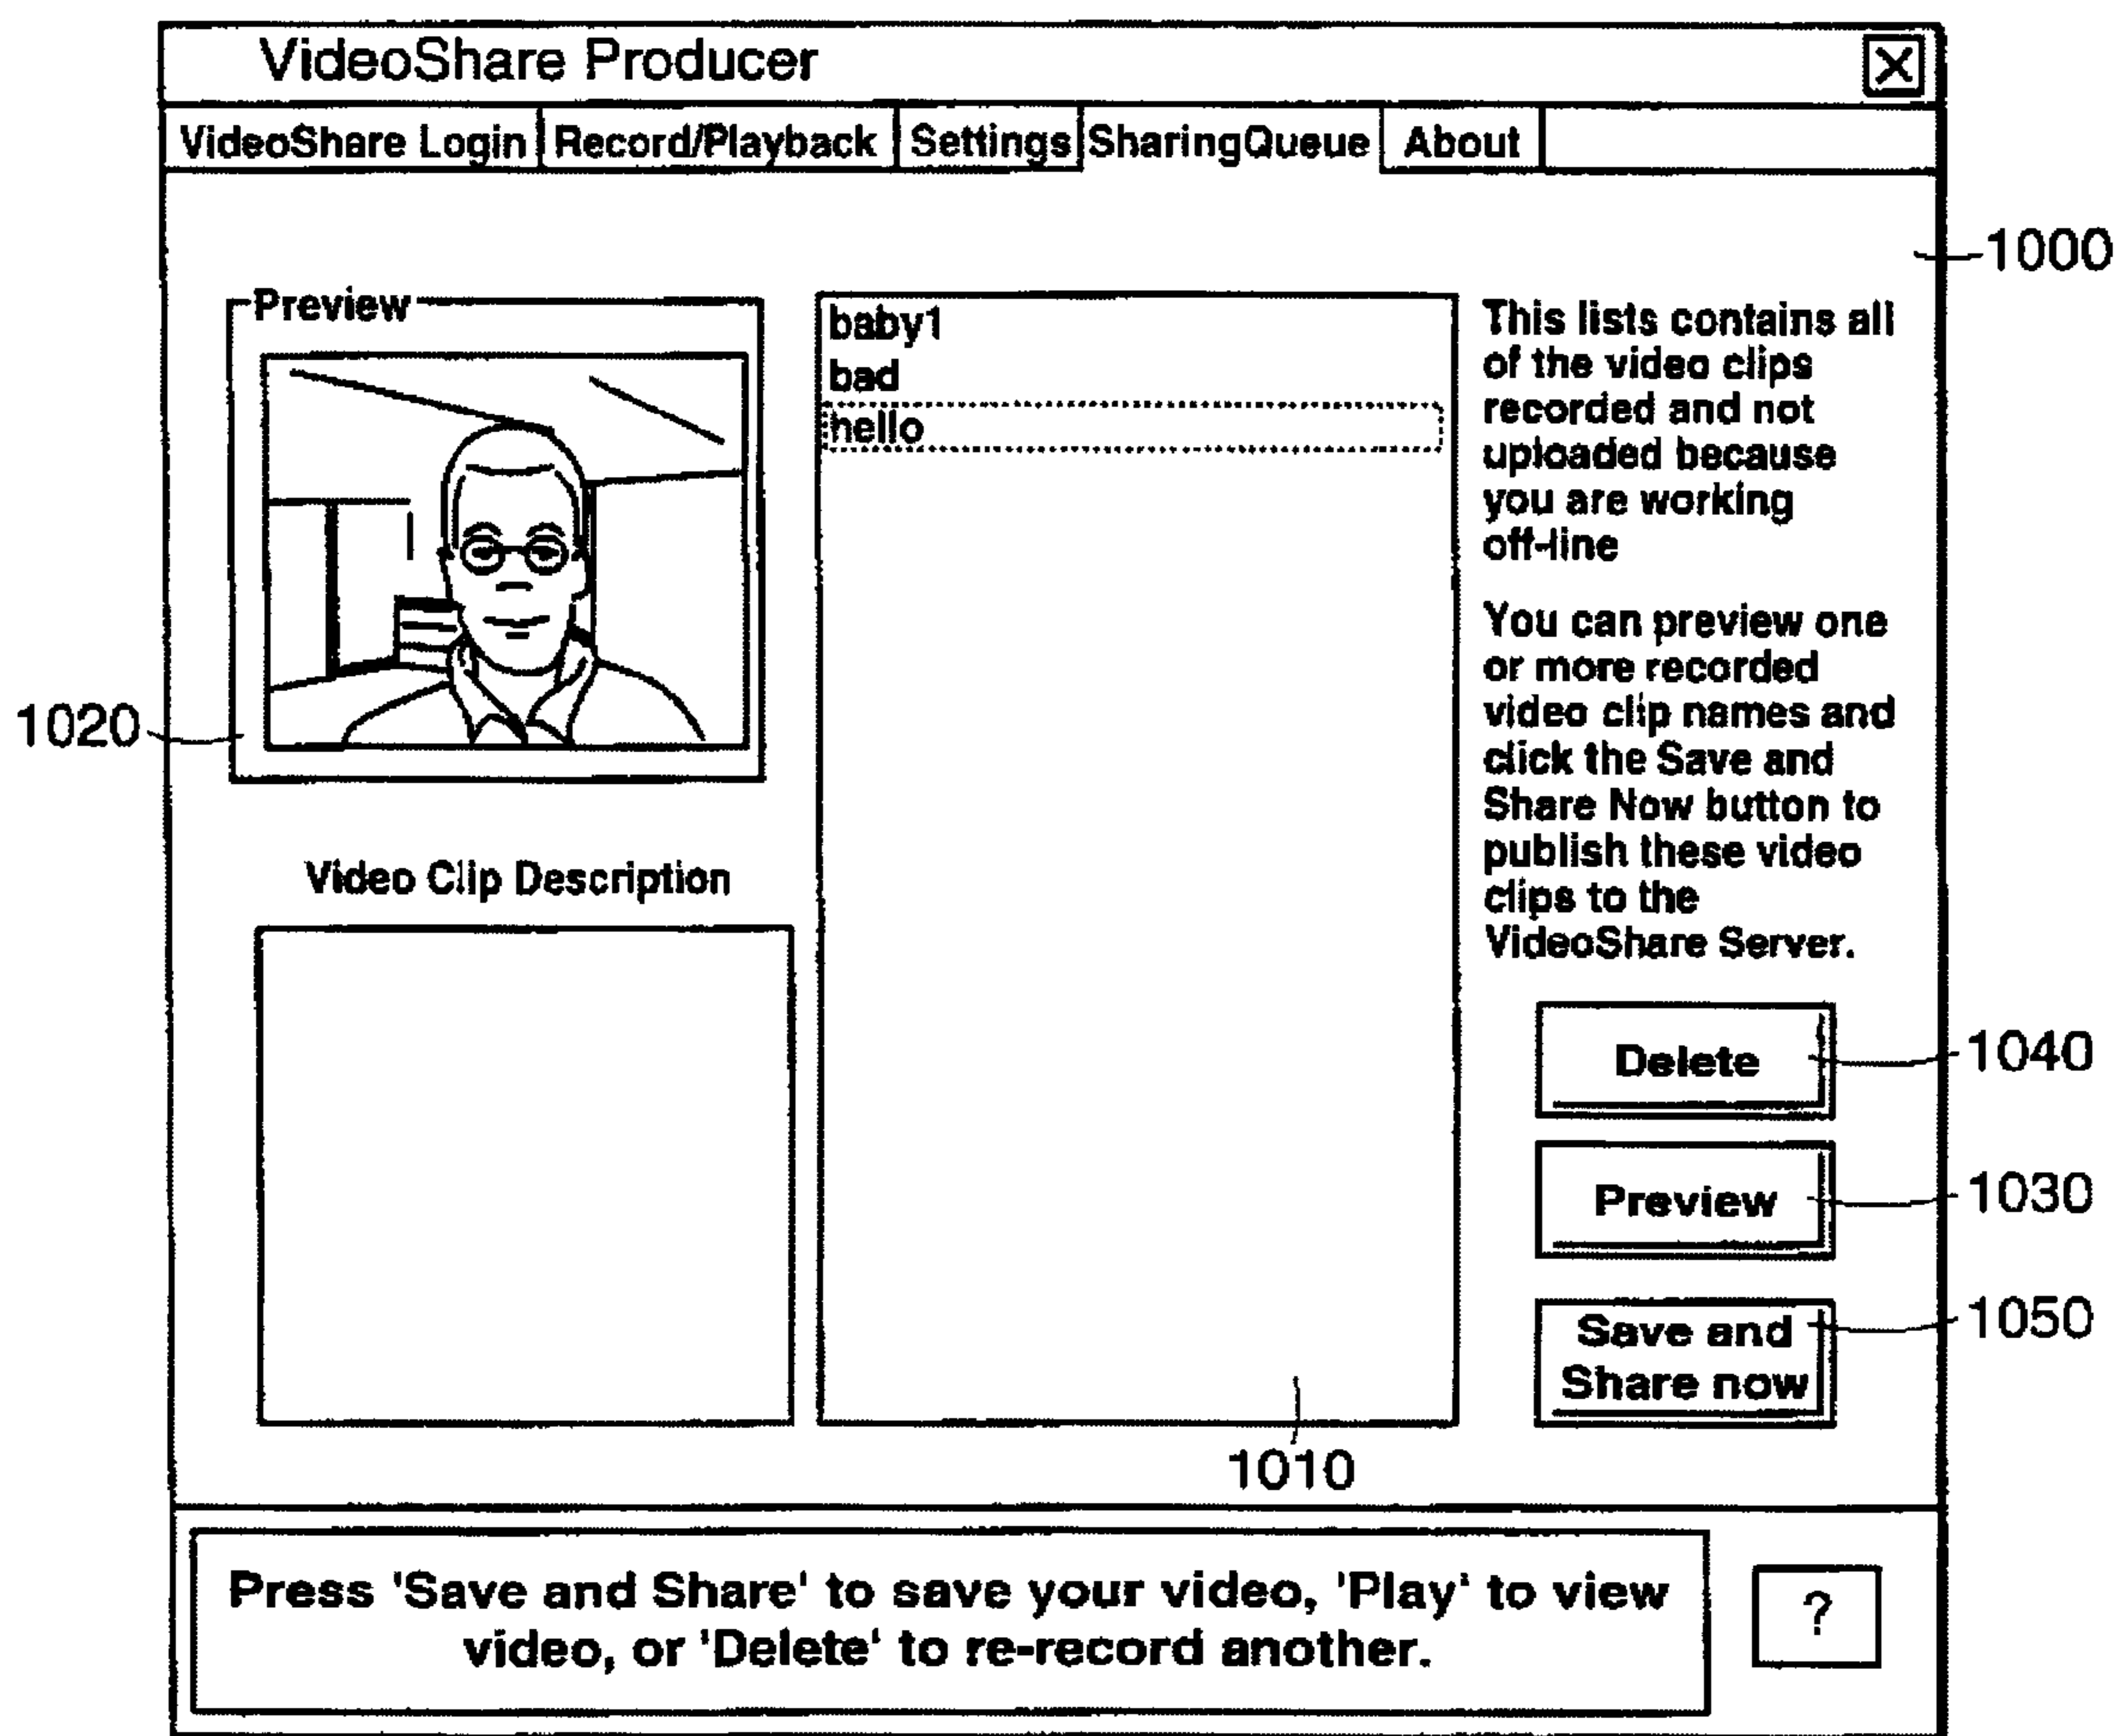 VideoShare Producer
VideoShare Login
Record/Playback
Settings
SharingQueue
About
1000
Preview
1020
baby1
bad
hello
This lists contains all
of the video clips
recorded and not
uploaded because
you are working
off-line
You can preview one
or more recorded
video clip names and
click the Save and
Share Now button to
publish these video
clips to the
VideoShare Server.
Video Clip Description
Delete
1040
Preview
1030
Save and
Share now
1050
1010
Press 'Save and Share' to save your video, 'Play' to view
video, or 'Delete' to re-record another.
?